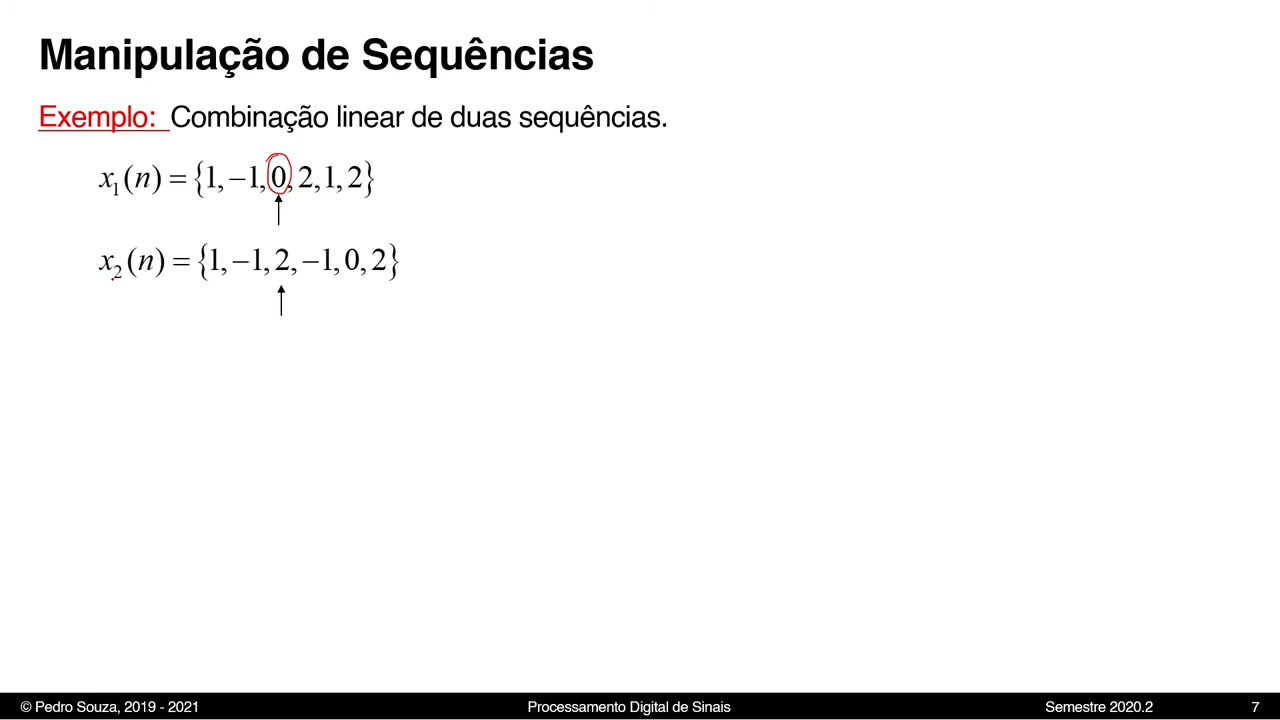 Manipulação de Sequências
Exemplo: Combinação linear de duas sequências.
x₁(n) = {1, −1, 0, 2, 1, 2}
x₂(n) = {1, −1, 2, −1, 0, 2}
© Pedro Souza, 2019 - 2021 Processamento Digital de Sinais Semestre 2020.2 7